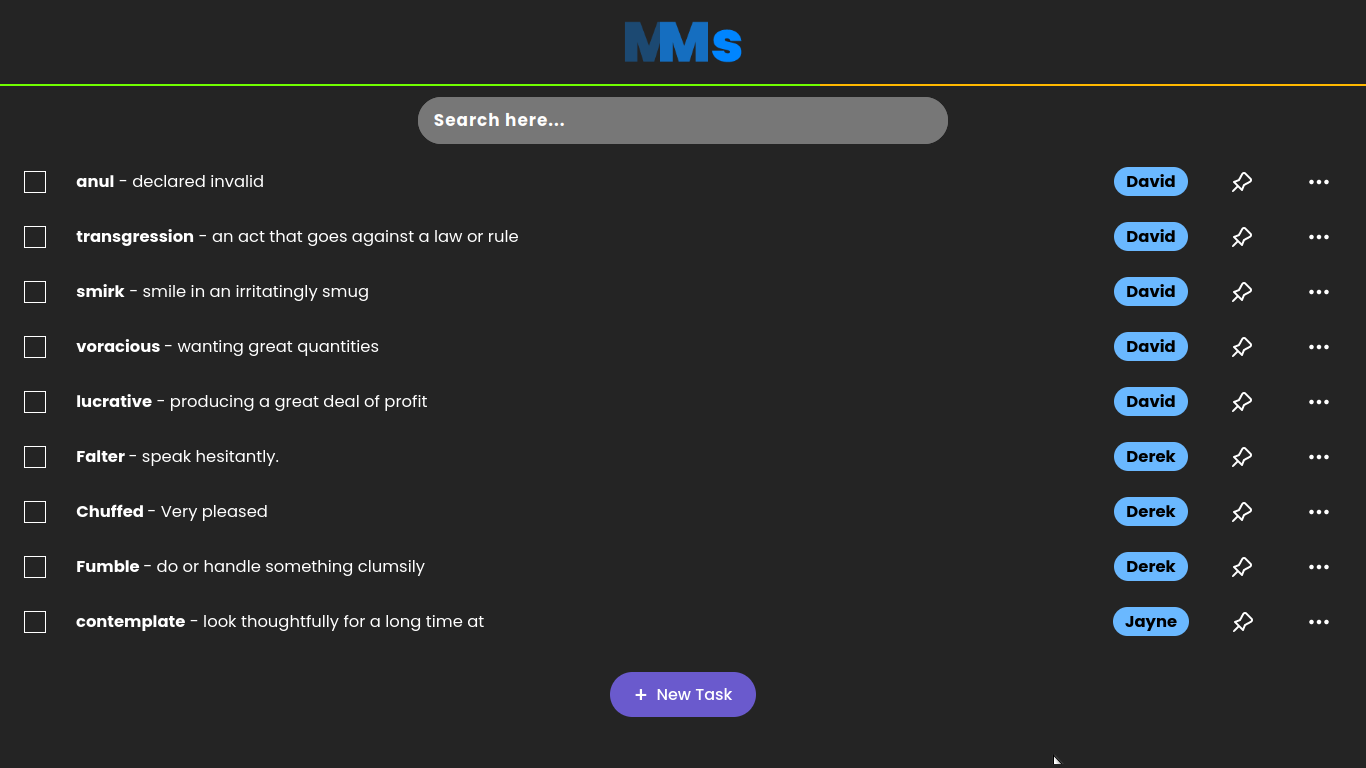 MMs
Search here...
anul - declared invalid David
transgression - an act that goes against a law or rule David
smirk - smile in an irritatingly smug David
voracious - wanting great quantities David
lucrative - producing a great deal of profit David
Falter - speak hesitantly. Derek
Chuffed - Very pleased Derek
Fumble - do or handle something clumsily Derek
contemplate - look thoughtfully for a long time at Jayne
+ New Task